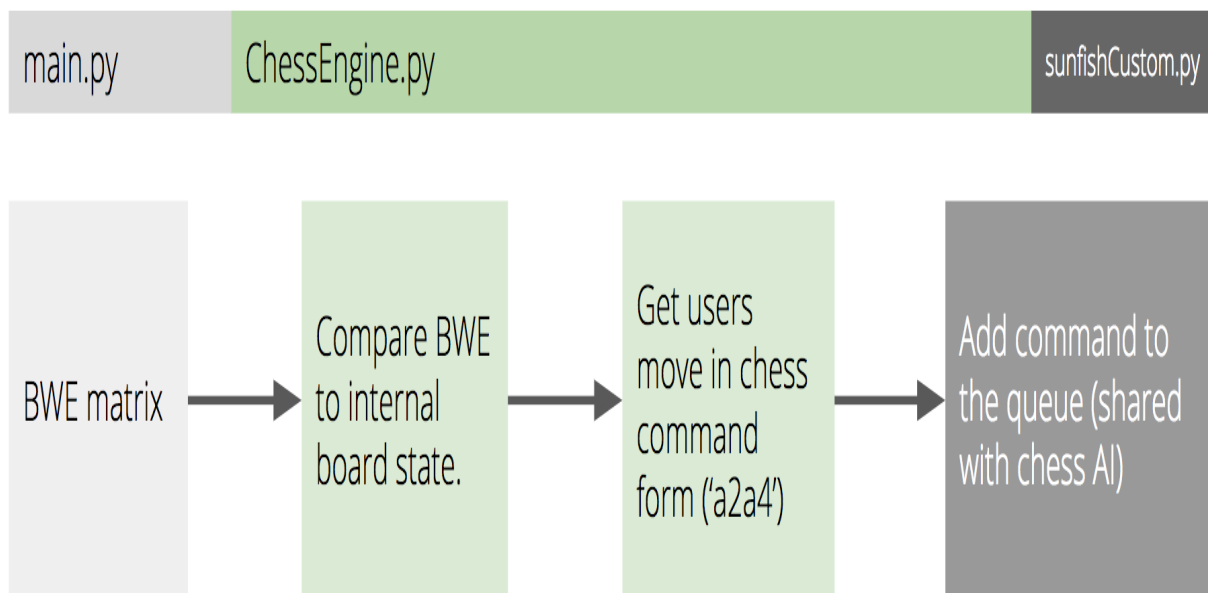 main.py
ChessEngine.py
sunfishCustom.py
BWE matrix
Compare BWE
to internal
board state.
Get users
move in chess
command
form (‘a2a4’)
Add command to
the queue (shared
with chess AI)